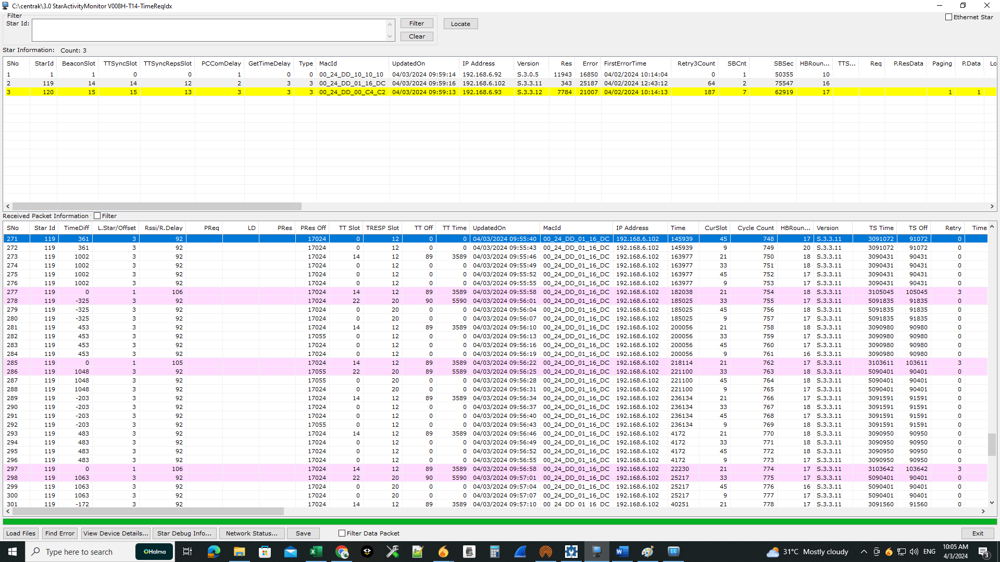 C:\centrak\3.0 StarActivityMonitor V008H-T14-TimeReqIdx
Filter
Star Id:
Filter
Clear
Locate
Ethernet Star
Star Information: Count: 3
SNo StarId BeaconSlot TTSyncSlot TTSyncRepsSlot PCComDelay GetTimeDelay Type MacId UpdatedOn IP Address Version Res Error FirstErrorTime Retry3Count SBCnt SBSec HBRoun... TTS... Req P.ResData Paging P.Data Lo
1 1 1 0 0 1 0 0 00_24_DD_10_10_10 04/03/2024 09:59:14 192.168.6.92 S.3.0.5 11943 16850 04/02/2024 10:14:04 0 1 50355 10
2 119 14 14 12 2 3 3 00_24_DD_01_16_DC 04/03/2024 09:59:16 192.168.6.102 S.3.3.11 343 25187 04/02/2024 12:43:12 64 2 75547 16
3 120 15 15 13 3 3 3 00_24_DD_00_C4_C2 04/03/2024 09:59:13 192.168.6.93 S.3.3.12 7784 21007 04/02/2024 10:14:13 187 7 62919 17 1 1
Received Packet Information Filter
SNo Star Id TimeDiff L.Star/Offset Rssi/R.Delay PReq LD PRes PRes Off TT Slot TRESP Slot TT Off TT Time UpdatedOn MacId IP Address Time CurSlot Cycle Count HBRoun... Version TS Time TS Off Retry Time
271 119 361 3 92 17024 0 12 0 0 04/03/2024 09:55:40 00_24_DD_01_16_DC 192.168.6.102 145939 45 748 17 S.3.3.11 3091072 91072 0
272 119 361 3 92 17024 0 12 0 0 04/03/2024 09:55:43 00_24_DD_01_16_DC 192.168.6.102 145939 9 749 20 S.3.3.11 3091072 91072 0
273 119 1002 3 92 17024 14 12 89 3589 04/03/2024 09:55:46 00_24_DD_01_16_DC 192.168.6.102 163977 21 750 18 S.3.3.11 3090431 90431 0
274 119 1002 3 92 17024 0 12 0 0 04/03/2024 09:55:49 00_24_DD_01_16_DC 192.168.6.102 163977 33 751 18 S.3.3.11 3090431 90431 0
275 119 1002 3 92 17024 0 12 0 0 04/03/2024 09:55:52 00_24_DD_01_16_DC 192.168.6.102 163977 45 752 17 S.3.3.11 3090431 90431 0
276 119 1002 3 92 17024 0 12 0 0 04/03/2024 09:55:55 00_24_DD_01_16_DC 192.168.6.102 163977 9 753 17 S.3.3.11 3090431 90431 0
277 119 0 1 106 17024 14 12 89 3589 04/03/2024 09:55:58 00_24_DD_01_16_DC 192.168.6.102 182038 21 754 18 S.3.3.11 3105045 105045 3
278 119 -325 3 92 17024 22 20 90 5590 04/03/2024 09:56:01 00_24_DD_01_16_DC 192.168.6.102 185025 33 755 17 S.3.3.11 5091835 91835 0
279 119 -325 3 92 17024 0 20 0 0 04/03/2024 09:56:04 00_24_DD_01_16_DC 192.168.6.102 185025 45 756 18 S.3.3.11 5091835 91835 0
280 119 -325 3 92 17024 0 20 0 0 04/03/2024 09:56:07 00_24_DD_01_16_DC 192.168.6.102 185025 9 757 17 S.3.3.11 5091835 91835 0
281 119 453 3 92 17024 14 12 89 3589 04/03/2024 09:56:10 00_24_DD_01_16_DC 192.168.6.102 200056 21 758 18 S.3.3.11 3090980 90980 0
282 119 453 3 92 17055 0 12 0 0 04/03/2024 09:56:13 00_24_DD_01_16_DC 192.168.6.102 200056 33 759 17 S.3.3.11 3090980 90980 0
283 119 453 3 92 17024 0 12 0 0 04/03/2024 09:56:16 00_24_DD_01_16_DC 192.168.6.102 200056 45 760 17 S.3.3.11 3090980 90980 0
284 119 453 3 92 17024 0 12 0 0 04/03/2024 09:56:19 00_24_DD_01_16_DC 192.168.6.102 200056 9 761 16 S.3.3.11 3090980 90980 0
285 119 0 1 105 17024 14 12 89 3589 04/03/2024 09:56:22 00_24_DD_01_16_DC 192.168.6.102 218114 21 762 17 S.3.3.11 3103611 103611 3
286 119 1048 3 92 17055 22 20 89 5589 04/03/2024 09:56:25 00_24_DD_01_16_DC 192.168.6.102 221100 33 763 18 S.3.3.11 5090401 90401 0
287 119 1048 3 92 17055 0 20 0 0 04/03/2024 09:56:28 00_24_DD_01_16_DC 192.168.6.102 221100 45 764 18 S.3.3.11 5090401 90401 0
288 119 1048 3 92 17024 0 20 0 0 04/03/2024 09:56:31 00_24_DD_01_16_DC 192.168.6.102 221100 9 765 17 S.3.3.11 5090401 90401 0
289 119 -203 3 92 17024 14 12 89 3589 04/03/2024 09:56:34 00_24_DD_01_16_DC 192.168.6.102 236134 21 766 17 S.3.3.11 3091591 91591 0
290 119 -203 3 92 17024 0 12 0 0 04/03/2024 09:56:37 00_24_DD_01_16_DC 192.168.6.102 236134 33 767 18 S.3.3.11 3091591 91591 0
291 119 -203 3 92 17024 0 12 0 0 04/03/2024 09:56:40 00_24_DD_01_16_DC 192.168.6.102 236134 45 768 17 S.3.3.11 3091591 91591 0
292 119 -203 3 92 17055 0 12 0 0 04/03/2024 09:56:43 00_24_DD_01_16_DC 192.168.6.102 236134 9 769 18 S.3.3.11 3091591 91591 0
293 119 483 3 92 17024 14 12 89 3589 04/03/2024 09:56:46 00_24_DD_01_16_DC 192.168.6.102 4172 21 770 18 S.3.3.11 3090950 90950 0
294 119 483 3 92 17024 0 12 0 0 04/03/2024 09:56:49 00_24_DD_01_16_DC 192.168.6.102 4172 33 771 18 S.3.3.11 3090950 90950 0
295 119 483 3 92 17024 0 12 0 0 04/03/2024 09:56:52 00_24_DD_01_16_DC 192.168.6.102 4172 45 772 18 S.3.3.11 3090950 90950 0
296 119 483 3 92 17024 0 12 0 0 04/03/2024 09:56:55 00_24_DD_01_16_DC 192.168.6.102 4172 9 773 17 S.3.3.11 3090950 90950 0
297 119 0 1 106 17024 14 12 89 3589 04/03/2024 09:56:58 00_24_DD_01_16_DC 192.168.6.102 22230 21 774 17 S.3.3.11 3103642 103642 3
298 119 1063 3 92 17024 22 20 90 5590 04/03/2024 09:57:01 00_24_DD_01_16_DC 192.168.6.102 25217 33 775 17 S.3.3.11 5090401 90401 0
299 119 1063 3 92 17024 0 20 0 0 04/03/2024 09:57:04 00_24_DD_01_16_DC 192.168.6.102 25217 45 776 16 S.3.3.11 5090401 90401 0
300 119 1063 3 92 17024 0 20 0 0 04/03/2024 09:57:07 00_24_DD_01_16_DC 192.168.6.102 25217 9 777 17 S.3.3.11 5090401 90401 0
301 119 -172 3 92 17024 14 12 89 3589 04/03/2024 09:57:10 00_24_DD_01_16_DC 192.168.6.102 40251 21 778 17 S.3.3.11 3091560 91560 0
Load Files Find Error View Device Details... Star Debug Info... Network Status... Save Filter Data Packet Exit
Type here to search Halma 31°C Mostly cloudy ENG 10:05 AM
4/3/2024 3